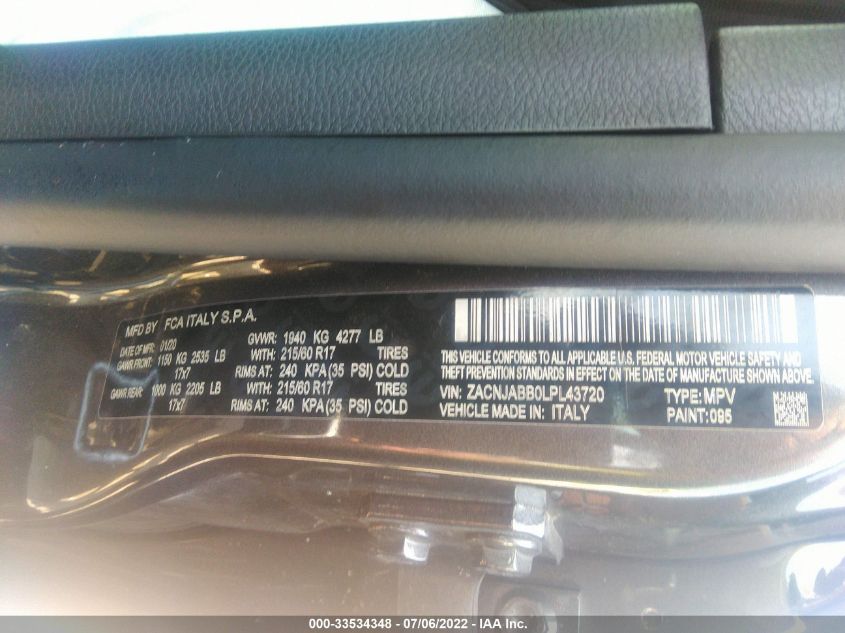 MFD BY FCA ITALY S.P.A.
DATE OF MFR: 01/20 GVWR: 1940 KG 4277 LB
GAWR FRONT: 1150 KG 2535 LB WITH: 215/60 R17 TIRES
17x7 RIMS AT: 240 KPA (35 PSI) COLD
GAWR REAR: 1000 KG 2205 LB WITH: 215/60 R17 TIRES
17x7 RIMS AT: 240 KPA (35 PSI) COLD
THIS VEHICLE CONFORMS TO ALL APPLICABLE U.S. FEDERAL MOTOR VEHICLE SAFETY AND
THEFT PREVENTION STANDARDS IN EFFECT ON THE DATE OF MANUFACTURE SHOWN ABOVE.
VIN: ZACNJABB0LPL43720 TYPE: MPV
VEHICLE MADE IN: ITALY PAINT: 095
000-33534348 - 07/06/2022 - IAA Inc.